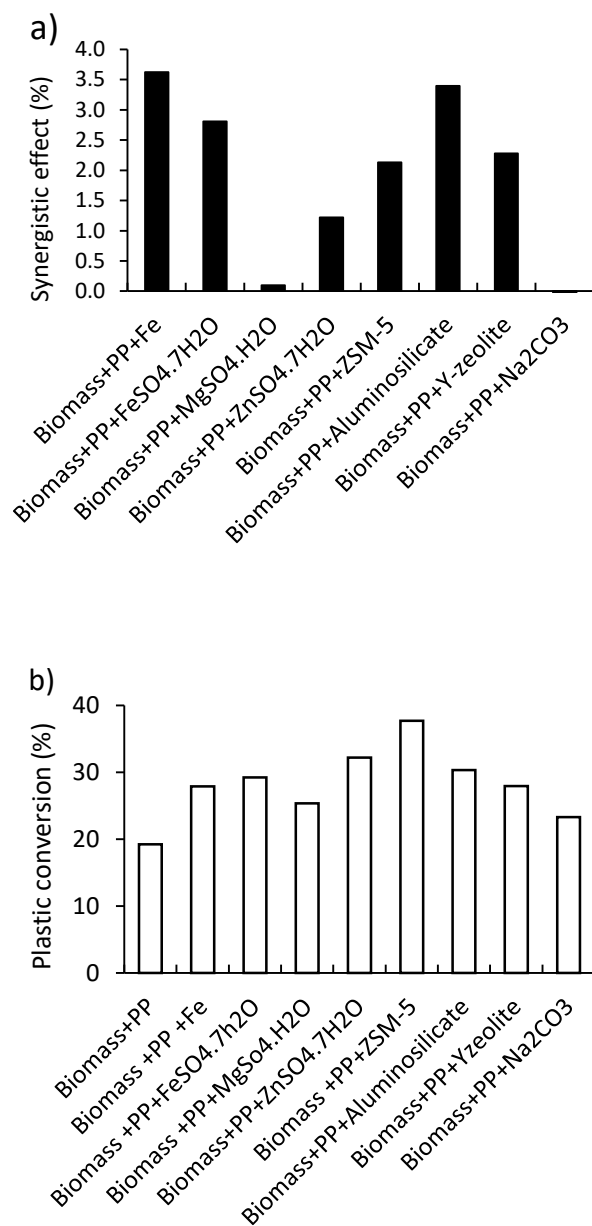 a)
Synergistic effect (%)
4.0
3.5
3.0
2.5
2.0
1.5
1.0
0.5
0.0
Biomass+PP+Fe
Biomass+PP+FeSO4.7H2O
Biomass+PP+MgSO4.H2O
Biomass+PP+ZnSO4.7H2O
Biomass+PP+ZSM-5
Biomass+PP+Aluminosilicate
Biomass+PP+Y-zeolite
Biomass+PP+Na2CO3
b)
Plastic conversion (%)
40
30
20
10
0
Biomass+PP
Biomass +PP +Fe
Biomass +PP+FeSO4.7h2O
Biomass +PP+MgSo4.H2O
Biomass+PP+ZnSO4.7H2O
Biomass +PP+ZSM-5
Biomass+PP+Aluminosilicate
Biomass+PP+Yzeolite
Biomass+PP+Na2CO3